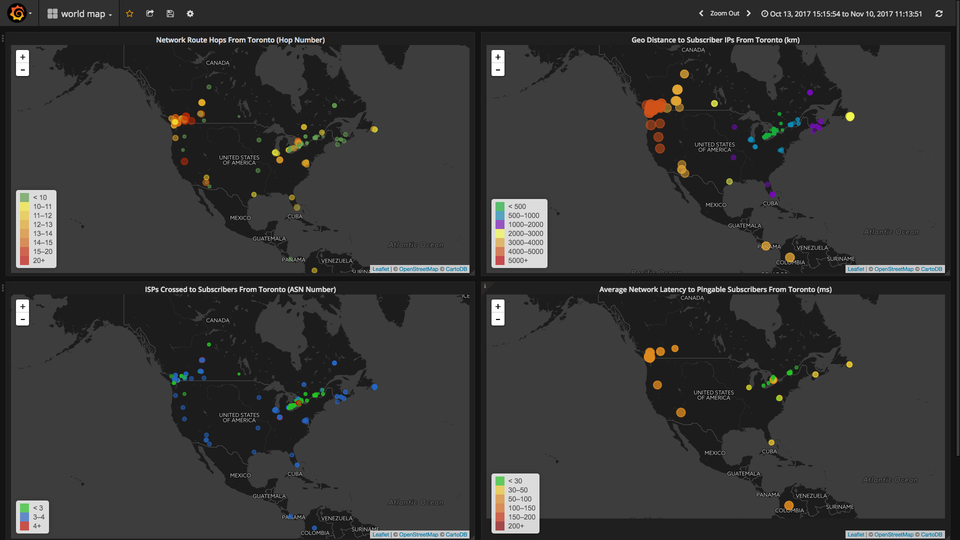 world map
Zoom Out
Oct 13, 2017 15:15:54 to Nov 10, 2017 11:13:51
Network Route Hops From Toronto (Hop Number)
+
-
CANADA
UNITED STATES
OF AMERICA
MEXICO
CUBA
GUATEMALA
PANAMA
VENEZUELA
SURINAME
Atlantic Ocean
< 10
10–11
11–12
12–13
13–14
14–15
15–20
20+
Leaflet | © OpenStreetMap © CartoDB
Geo Distance to Subscriber IPs From Toronto (km)
+
-
CANADA
UNITED STATES
OF AMERICA
MEXICO
CUBA
GUATEMALA
PANAMA
VENEZUELA
COLOMBIA
SURINAME
Atlantic Ocean
< 500
500–1000
1000–2000
2000–3000
3000–4000
4000–5000
5000+
Leaflet | © OpenStreetMap © CartoDB
ISPs Crossed to Subscribers From Toronto (ASN Number)
+
-
CANADA
UNITED STATES
OF AMERICA
MEXICO
CUBA
GUATEMALA
PANAMA
VENEZUELA
COLOMBIA
SURINAME
Atlantic Ocean
< 3
3–4
4+
Leaflet | © OpenStreetMap © CartoDB
Average Network Latency to Pingable Subscribers From Toronto (ms)
+
-
CANADA
UNITED STATES
OF AMERICA
MEXICO
CUBA
GUATEMALA
PANAMA
VENEZUELA
COLOMBIA
SURINAME
Atlantic Ocean
< 30
30–50
50–100
100–150
150–200
200+
Leaflet | © OpenStreetMap © CartoDB